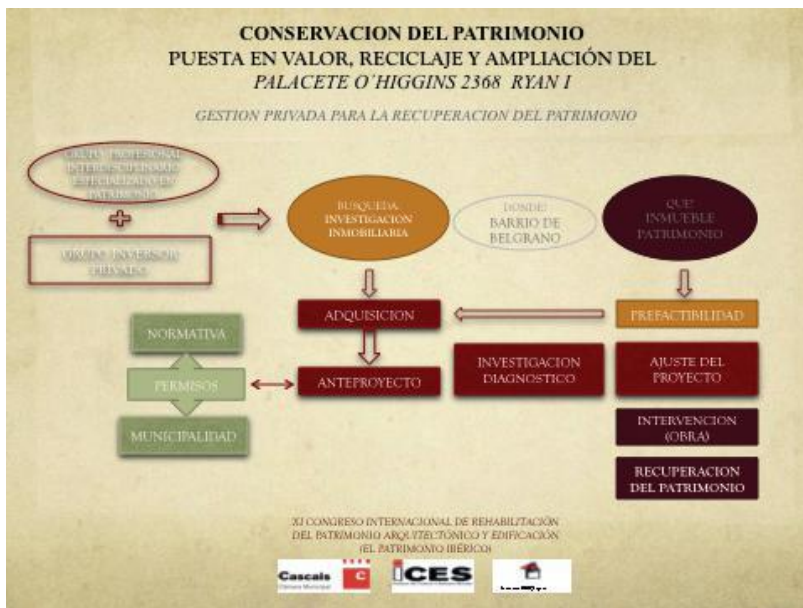 CONSERVACION DEL PATRIMONIO
PUESTA EN VALOR, RECICLAJE Y AMPLIACIÓN DEL
PALACETE O´HIGGINS 2368 RYAN I
GESTION PRIVADA PARA LA RECUPERACION DEL PATRIMONIO
GRUPO PROFESIONAL
INTERDISCIPLINARIO
ESPECIALIZADO EN
PATRIMONIO
GRUPO INVERSOR
PRIVADO
BUSQUEDA
INVESTIGACION
INMOBILIARIA
DONDE?
BARRIO DE
BELGRANO
QUE?
INMUEBLE
PATRIMONIO
ADQUISICION
PREFACTIBILIDAD
NORMATIVA
PERMISOS
MUNICIPALIDAD
ANTEPROYECTO
INVESTIGACION
DIAGNOSTICO
AJUSTE DEL
PROYECTO
INTERVENCION
(OBRA)
RECUPERACION
DEL PATRIMONIO
XI CONGRESO INTERNACIONAL DE REHABILITACIÓN
DEL PATRIMONIO ARQUITECTÓNICO Y EDIFICACIÓN
(EL PATRIMONIO IBÉRICO)
Cascais
Câmara Municipal
C
ICES